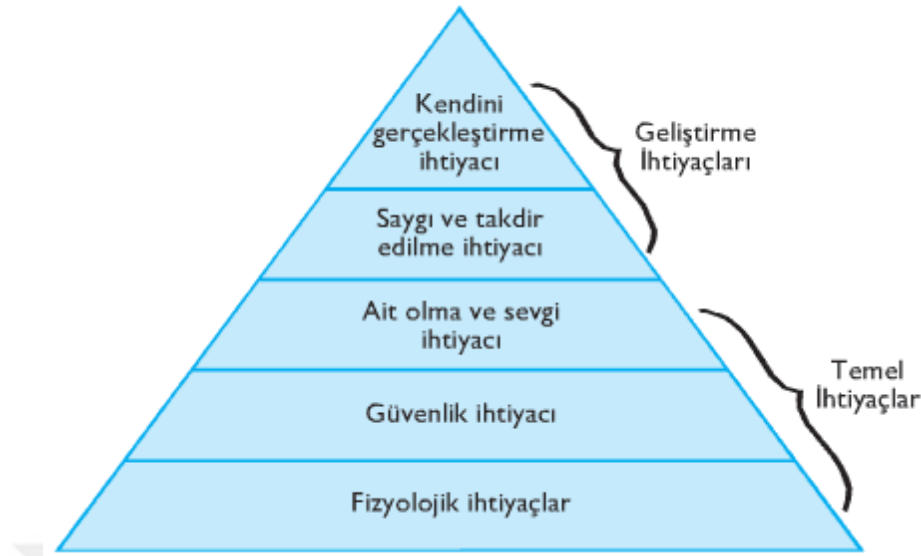 Kendini
gerçekleştirme
ihtiyacı
Geliştirme
İhtiyaçları
Saygı ve takdir
edilme ihtiyacı
Ait olma ve sevgi
ihtiyacı
Temel
İhtiyaçlar
Güvenlik ihtiyacı
Fizyolojik ihtiyaçlar